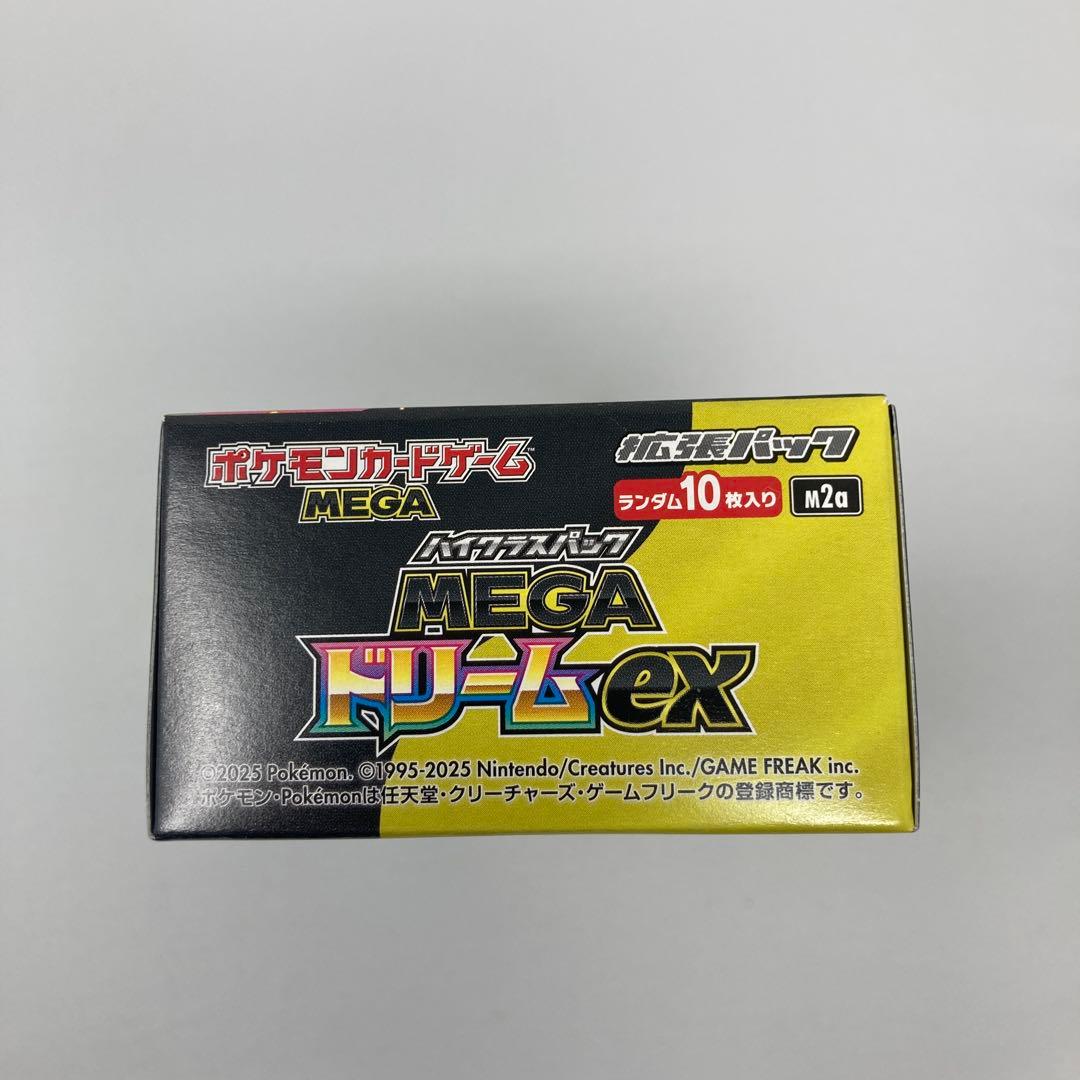 ポケモンカードゲーム™
MEGA
拡張パック
ランダム10枚入り
M2a
ハイクラスパック
MEGA
ドリームex
©2025 Pokémon. ©1995-2025 Nintendo/Creatures Inc./GAME FREAK inc.
ポケモン・Pokémonは任天堂・クリーチャーズ・ゲームフリークの登録商標です。